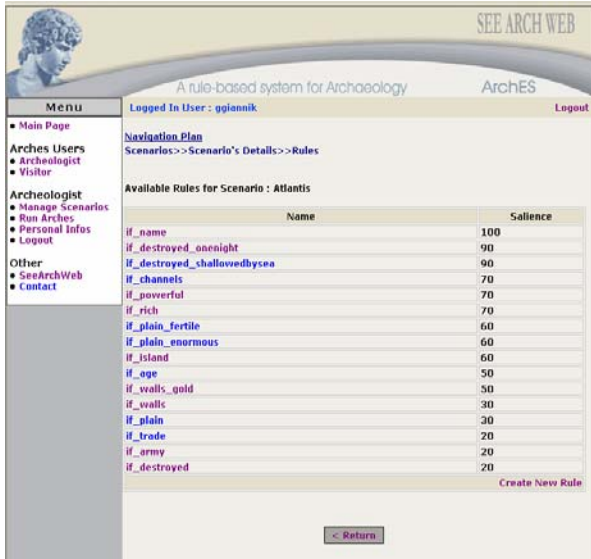 SEE ARCH WEB
A rule-based system for Archaeology ArchES
Menu
Logged In User : ggiannik Logout
• Main Page
Arches Users
• Archeologist
• Visitor
Archeologist
• Manage Scenarios
• Run Arches
• Personal Infos
• Logout
Other
• SeeArchWeb
• Contact
Navigation Plan
Scenarios>>Scenario's Details>>Rules
Available Rules for Scenario : Atlantis
Name Salience
if_name 100
if_destroyed_onenight 90
if_destroyed_shallowedbysea 90
if_channels 70
if_powerful 70
if_rich 70
if_plain_fertile 60
if_plain_enormous 60
if_island 60
if_age 50
if_walls_gold 50
if_walls 30
if_plain 30
if_trade 20
if_army 20
if_destroyed 20
Create New Rule
< Return